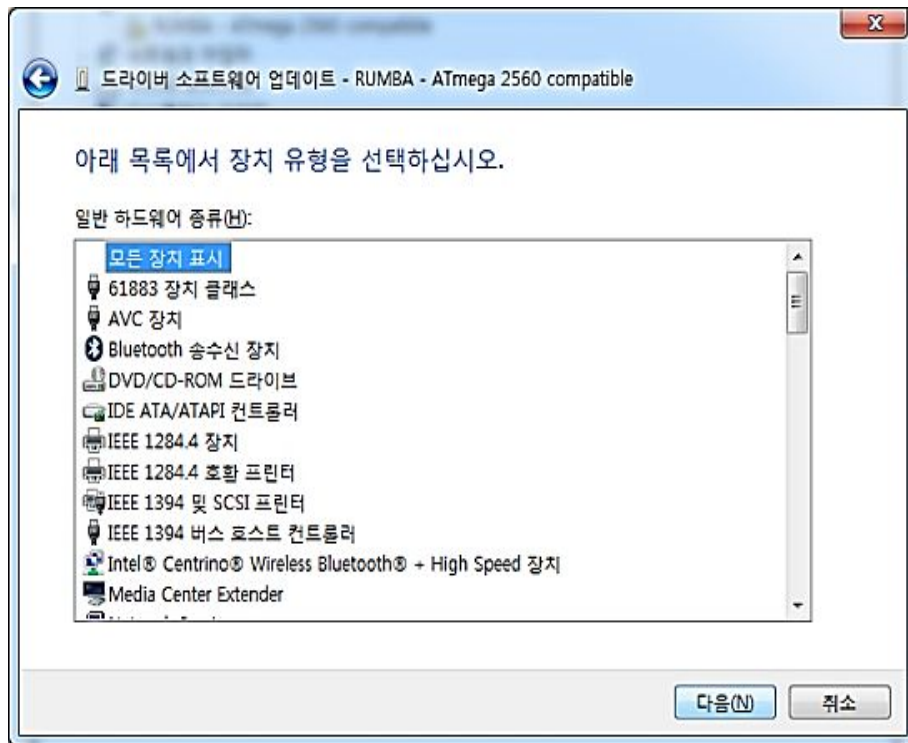 드라이버 소프트웨어 업데이트 - RUMBA - ATmega 2560 compatible
아래 목록에서 장치 유형을 선택하십시오.
일반 하드웨어 종류(H):
모든 장치 표시
61883 장치 클래스
AVC 장치
Bluetooth 송수신 장치
DVD/CD-ROM 드라이브
IDE ATA/ATAPI 컨트롤러
IEEE 1284.4 장치
IEEE 1284.4 호환 프린터
IEEE 1394 및 SCSI 프린터
IEEE 1394 버스 호스트 컨트롤러
Intel® Centrino® Wireless Bluetooth® + High Speed 장치
Media Center Extender
다음(N) 취소